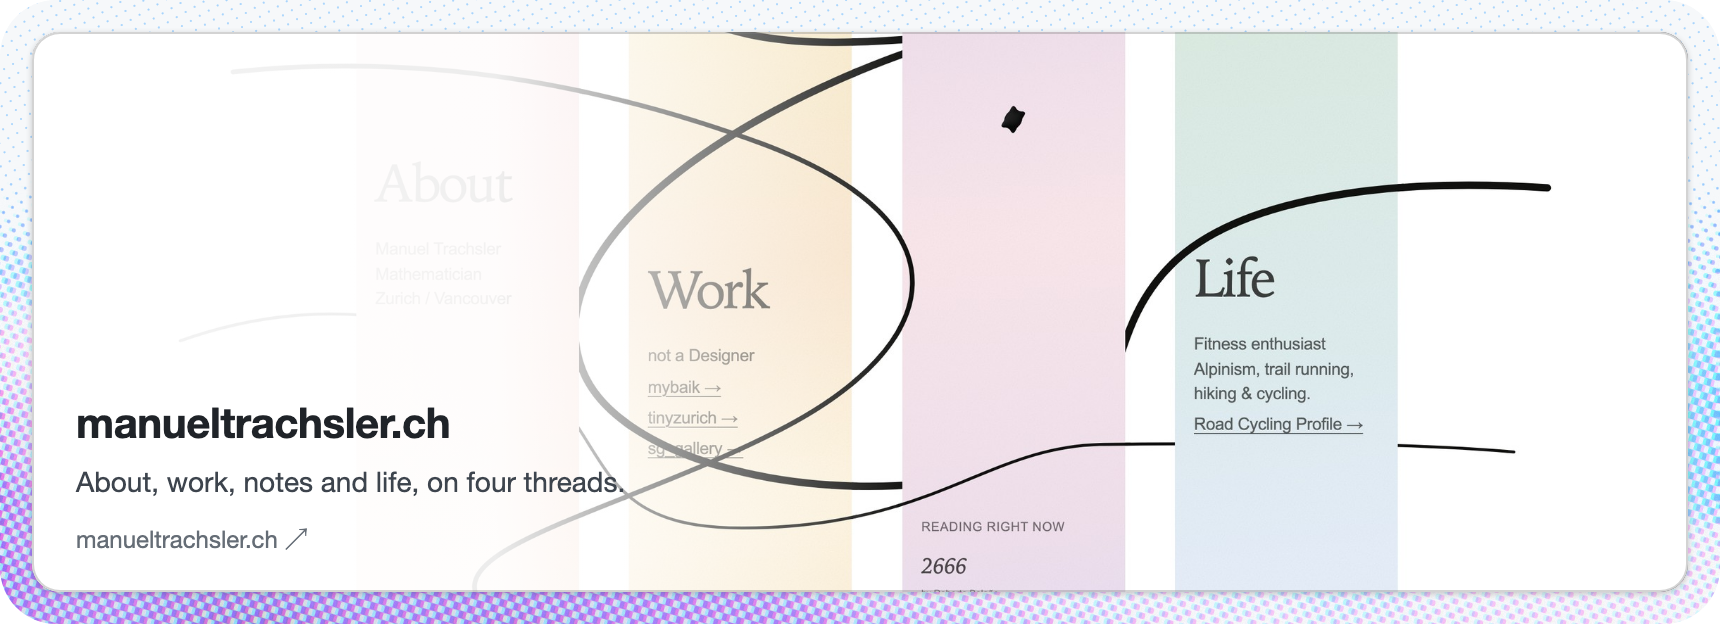 About
Manuel Trachsler
Mathematician
Zurich / Vancouver
Work
not a Designer
mybaik →
tinyzurich →
sg_gallery →
READING RIGHT NOW
2666
Life
Fitness enthusiast
Alpinism, trail running,
hiking & cycling.
Road Cycling Profile →
manueltrachsler.ch
About, work, notes and life, on four threads.
manueltrachsler.ch ↗